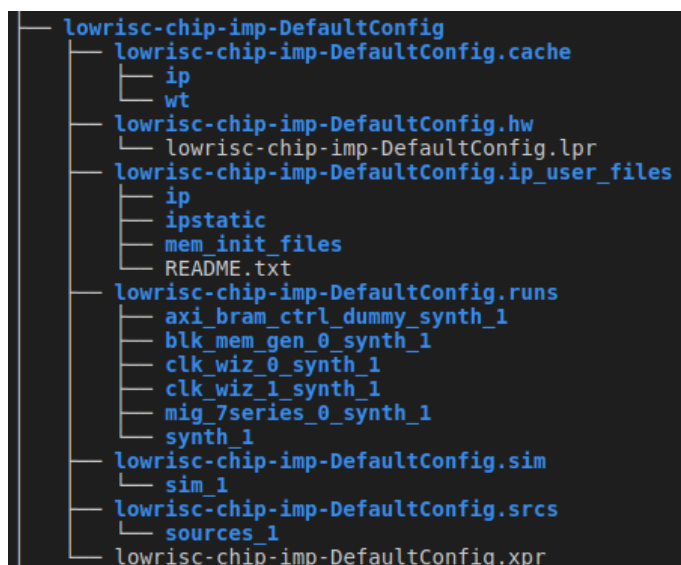 lowrisc-chip-imp-DefaultConfig
lowrisc-chip-imp-DefaultConfig.cache
ip
wt
lowrisc-chip-imp-DefaultConfig.hw
lowrisc-chip-imp-DefaultConfig.lpr
lowrisc-chip-imp-DefaultConfig.ip_user_files
ip
ipstatic
mem_init_files
README.txt
lowrisc-chip-imp-DefaultConfig.runs
axi_bram_ctrl_dummy_synth_1
blk_mem_gen_0_synth_1
clk_wiz_0_synth_1
clk_wiz_1_synth_1
mig_7series_0_synth_1
synth_1
lowrisc-chip-imp-DefaultConfig.sim
sim_1
lowrisc-chip-imp-DefaultConfig.srcs
sources_1
lowrisc-chip-imp-DefaultConfig.xpr